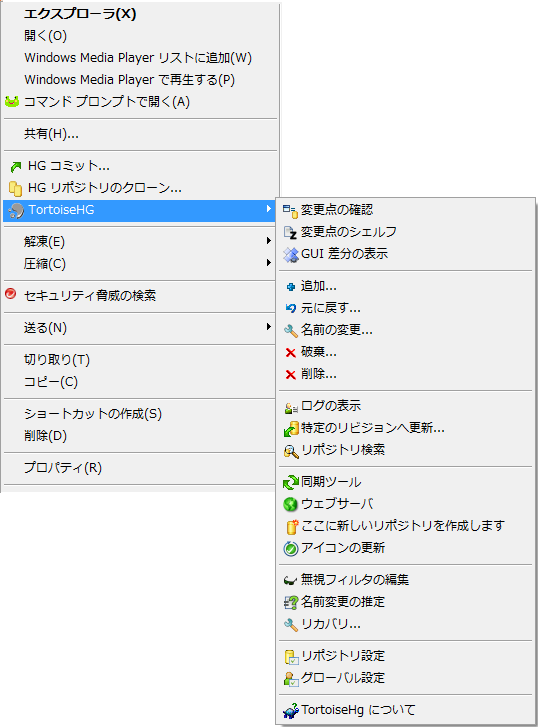 エクスプローラ(X)
開く(O)
Windows Media Player リストに追加(W)
Windows Media Player で再生する(P)
コマンド プロンプトで開く(A)
共有(H)...
HG コミット...
HG リポジトリのクローン...
TortoiseHG
解凍(E)
圧縮(C)
セキュリティ脅威の検索
送る(N)
切り取り(T)
コピー(C)
ショートカットの作成(S)
削除(D)
プロパティ(R)
変更点の確認
変更点のシェルフ
GUI 差分の表示
追加...
元に戻す...
名前の変更...
破棄...
削除...
ログの表示
特定のリビジョンへ更新...
リポジトリ検索
同期ツール
ウェブサーバ
ここに新しいリポジトリを作成します
アイコンの更新
無視フィルタの編集
名前変更の推定
リカバリ...
リポジトリ設定
グローバル設定
TortoiseHg について